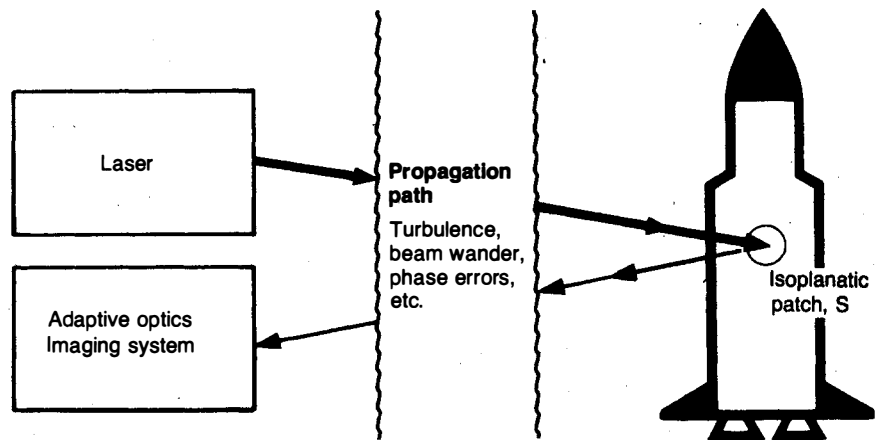 Laser
Adaptive optics
Imaging system
Propagation
path
Turbulence,
beam wander,
phase errors,
etc.
Isoplanatic
patch, S